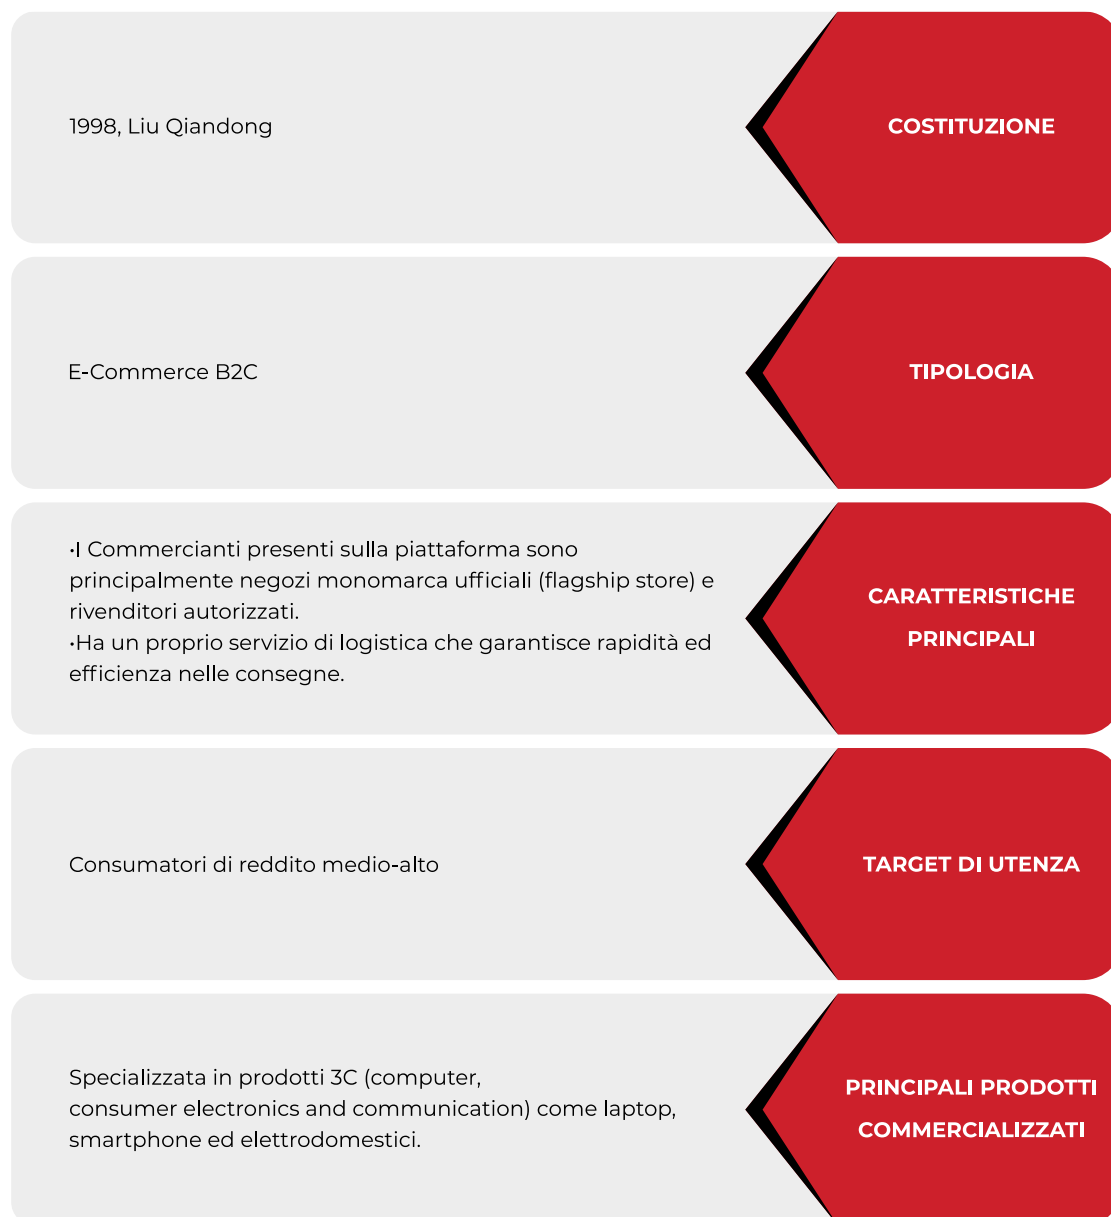 1998, Liu Qiandong
COSTITUZIONE
E-Commerce B2C
TIPOLOGIA
•I Commercianti presenti sulla piattaforma sono
principalmente negozi monomarca ufficiali (flagship store) e
rivenditori autorizzati.
•Ha un proprio servizio di logistica che garantisce rapidità ed
efficienza nelle consegne.
CARATTERISTICHE
PRINCIPALI
Consumatori di reddito medio-alto
TARGET DI UTENZA
Specializzata in prodotti 3C (computer,
consumer electronics and communication) come laptop,
smartphone ed elettrodomestici.
PRINCIPALI PRODOTTI
COMMERCIALIZZATI